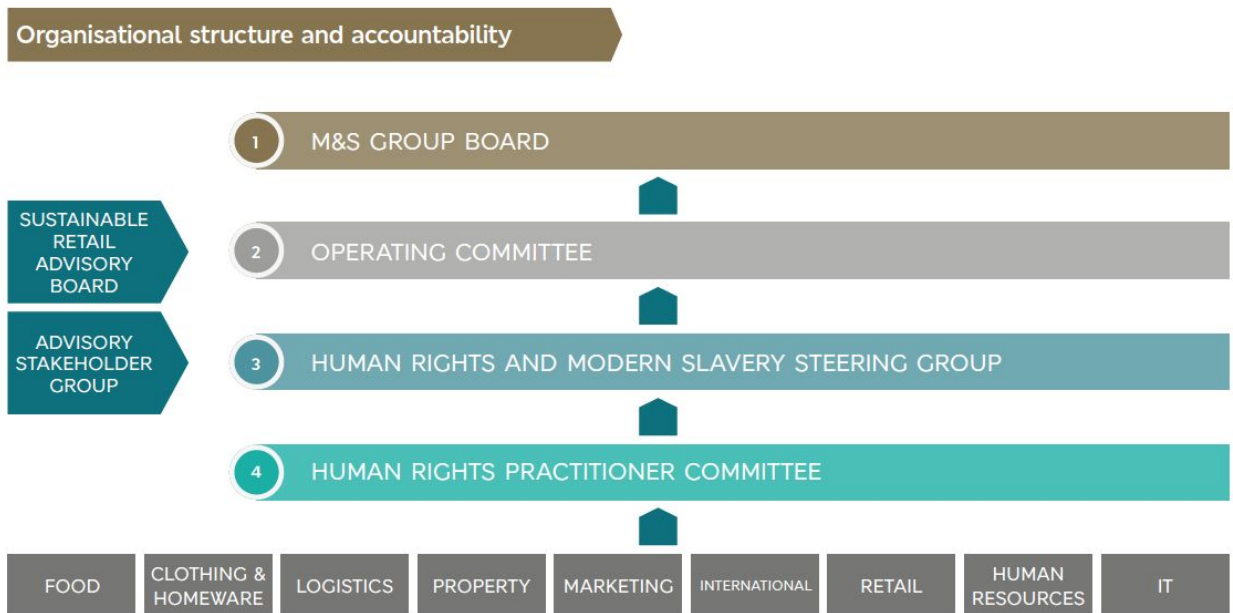 Organisational structure and accountability
1
M&S GROUP BOARD
SUSTAINABLE
RETAIL
ADVISORY
BOARD
2
OPERATING COMMITTEE
ADVISORY
STAKEHOLDER
GROUP
3
HUMAN RIGHTS AND MODERN SLAVERY STEERING GROUP
4
HUMAN RIGHTS PRACTITIONER COMMITTEE
FOOD
CLOTHING &
HOMEWARE
LOGISTICS
PROPERTY
MARKETING
INTERNATIONAL
RETAIL
HUMAN
RESOURCES
IT